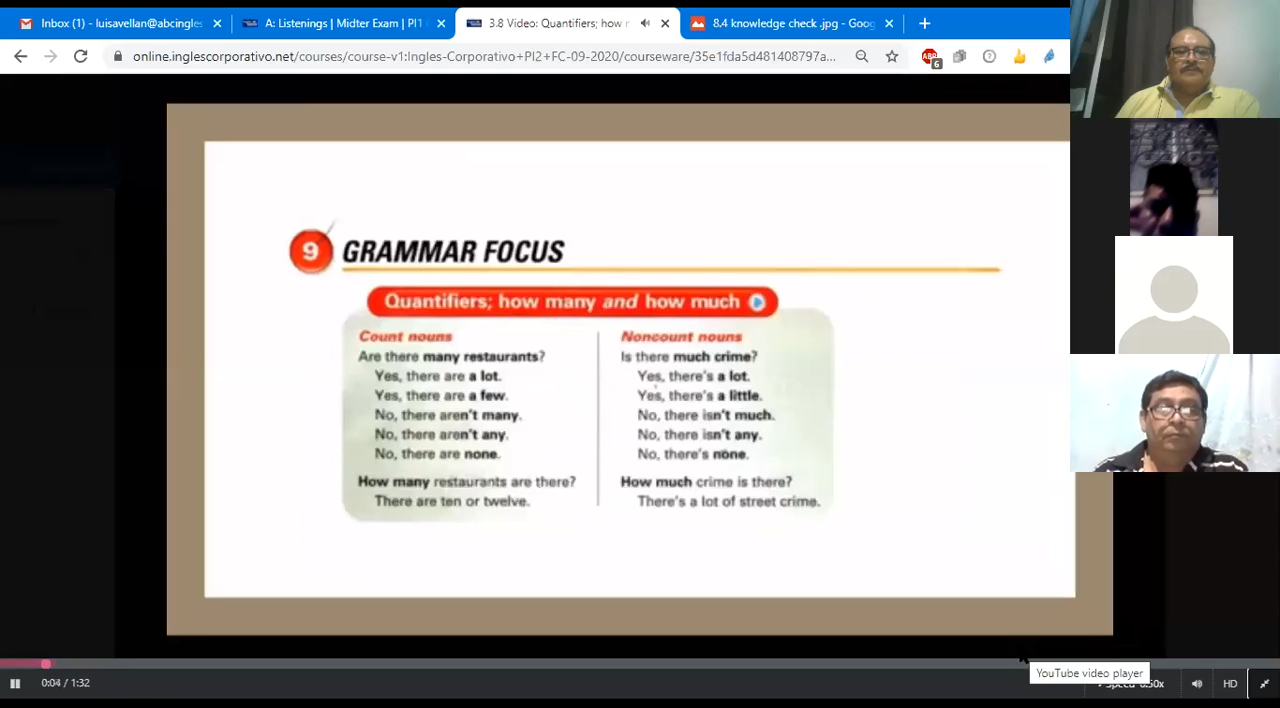 Inbox (1) - luisavellan@abcingles
A: Listenings | Midter Exam | PI1
3.8 Video: Quantifiers; how
8.4 knowledge check .jpg - Goog
online.inglescorporativo.net/courses/course-v1:Ingles-Corporativo+PI2+FC-09-2020/courseware/35e1fda5d481408797a...
ABP
6
9 GRAMMAR FOCUS
Quantifiers; how many and how much
Count nouns
Are there many restaurants?
Yes, there are a lot.
Yes, there are a few.
No, there aren't many.
No, there aren't any.
No, there are none.
How many restaurants are there?
There are ten or twelve.
Noncount nouns
Is there much crime?
Yes, there's a lot.
Yes, there's a little.
No, there isn't much.
No, there isn't any.
No, there's none.
How much crime is there?
There's a lot of street crime.
YouTube video player
0:04 / 1:32
HD